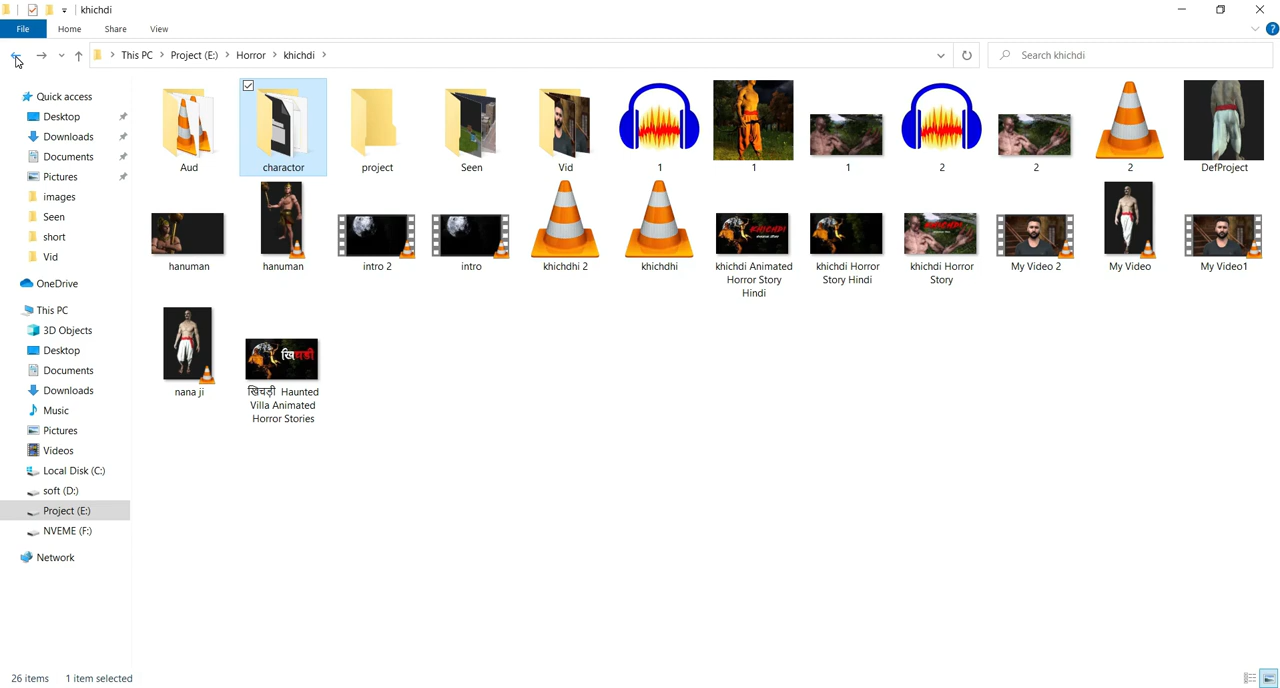 khichdi
File Home Share View
This PC > Project (E:) > Horror > khichdi >
Search khichdi
Quick access
Desktop
Downloads
Documents
Pictures
images
Seen
short
Vid
OneDrive
This PC
3D Objects
Desktop
Documents
Downloads
Music
Pictures
Videos
Local Disk (C:)
soft (D:)
Project (E:)
NVEME (F:)
Network
Aud charactor project Seen Vid 1 1 1 2 2 2 DefProject
hanuman hanuman intro 2 intro khichdhi 2 khichdhi khichdi Animated khichdi Horror khichdi Horror My Video 2 My Video My Video1
Horror Story Story Hindi Story
Hindi
KHICHDI
KHICHDI
nana ji
खिचड़ी
खिचड़ी Haunted
Villa Animated
Horror Stories
26 items 1 item selected